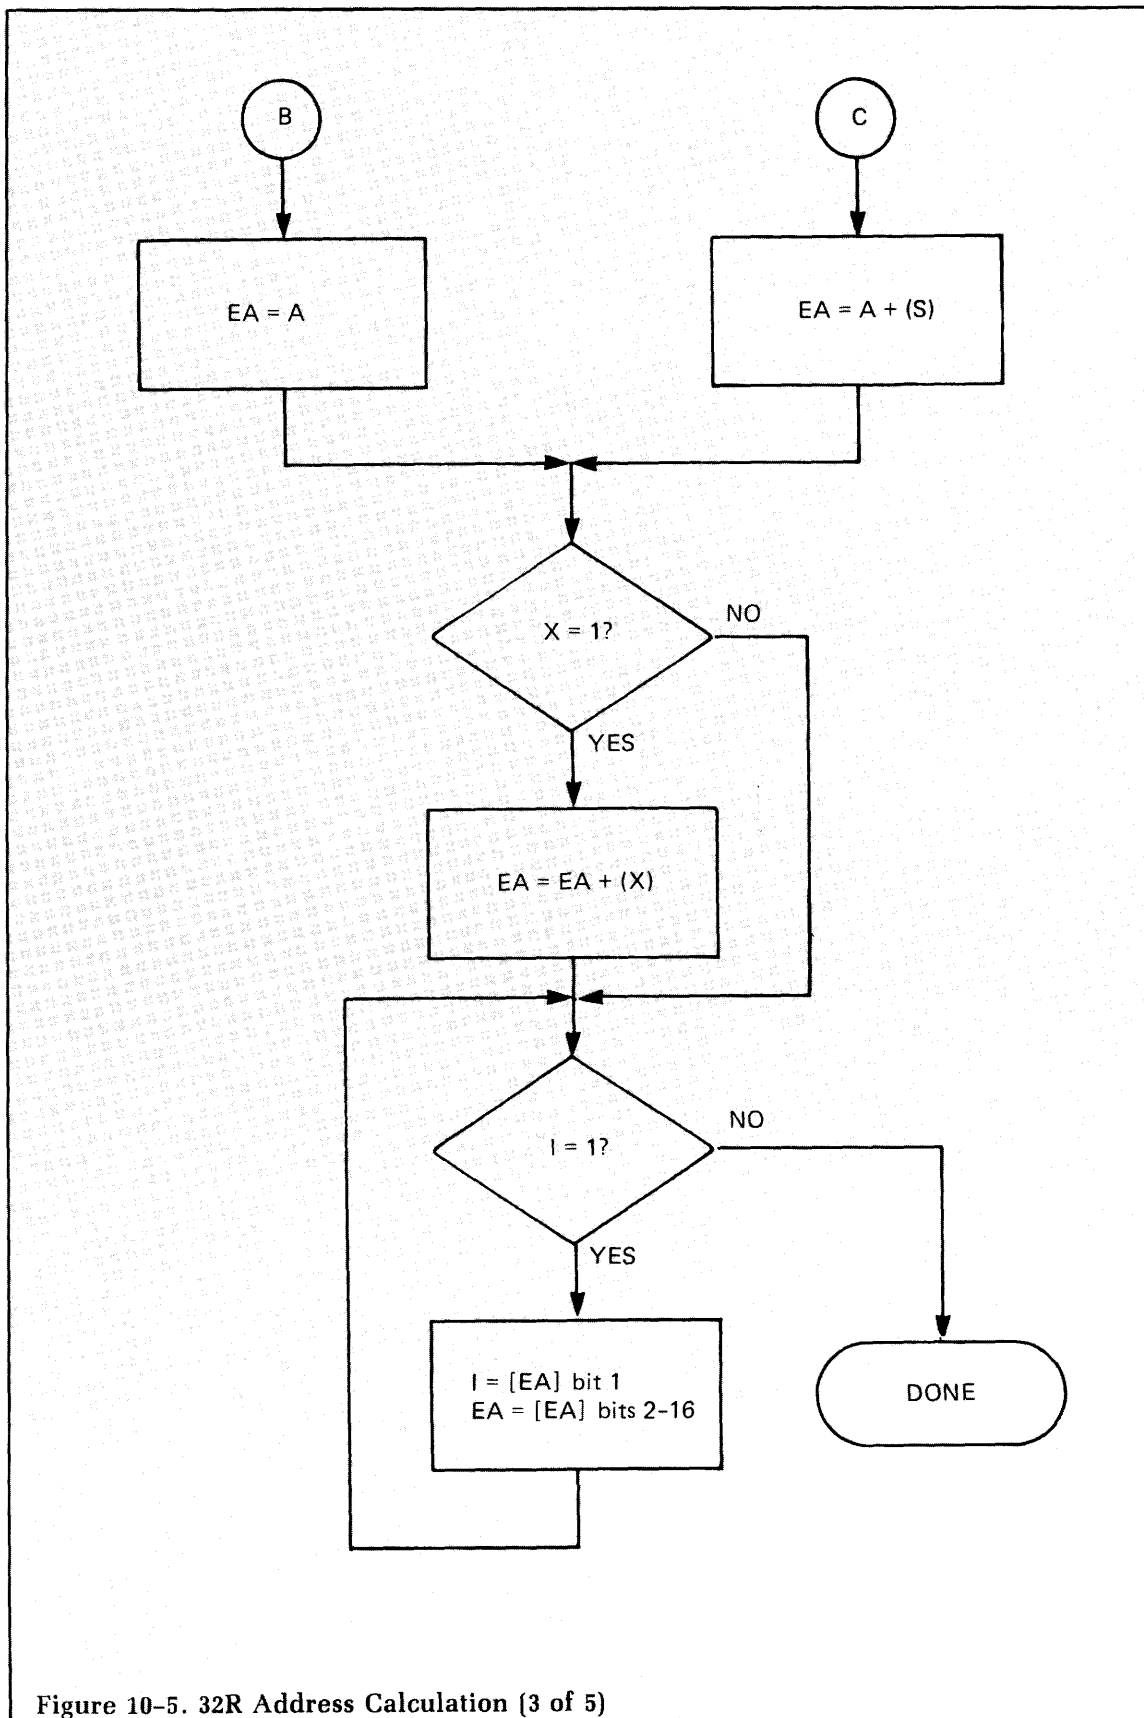 B
C
EA = A
EA = A + (S)
X = 1?
NO
YES
EA = EA + (X)
I = 1?
NO
YES
I = [EA] bit 1
EA = [EA] bits 2-16
DONE
Figure 10-5. 32R Address Calculation (3 of 5)